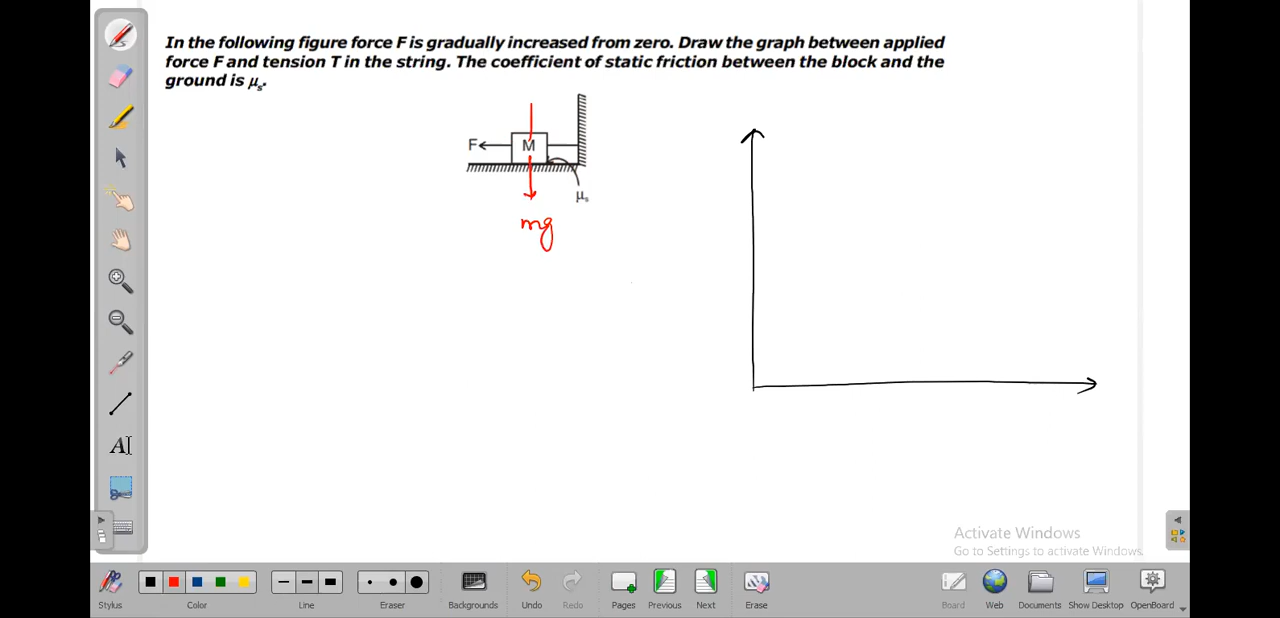 In the following figure force F is gradually increased from zero. Draw the graph between applied
force F and tension T in the string. The coefficient of static friction between the block and the
ground is μs.
F
M
μs
mg
A
Activate Windows
Go to Settings to activate Windows.
Stylus
Color
Line
Eraser
Backgrounds
Undo
Redo
Pages
Previous
Next
Erase
Board
Web
Documents
Show Desktop
OpenBoard